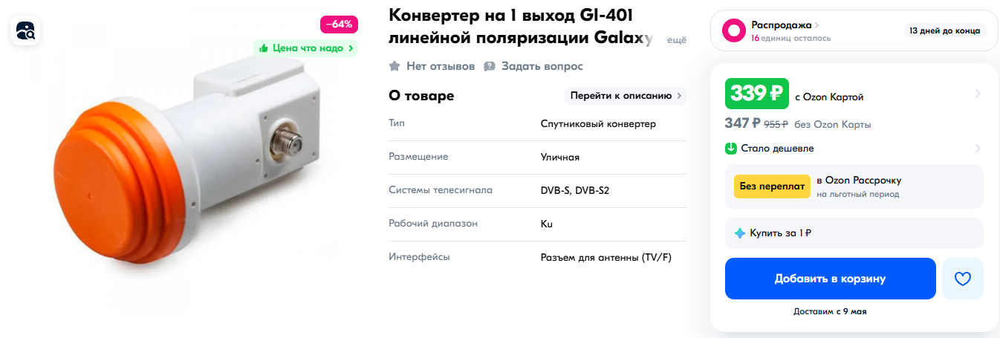 –64%
Цена что надо
Конвертер на 1 выход GI-401
линейной поляризации Galaxy ещё
Нет отзывов Задать вопрос
О товаре Перейти к описанию
Тип Спутниковый конвертер
Размещение Уличная
Системы телесигнала DVB-S, DVB-S2
Рабочий диапазон Ku
Интерфейсы Разъем для антенны (TV/F)
Распродажа
16 единиц осталось
13 дней до конца
339 ₽ с Ozon Картой
347 ₽ 955 ₽ без Ozon Карты
Стало дешевле
Без переплат
в Ozon Рассрочку
на льготный период
Купить за 1 ₽
Добавить в корзину
Доставим с 9 мая